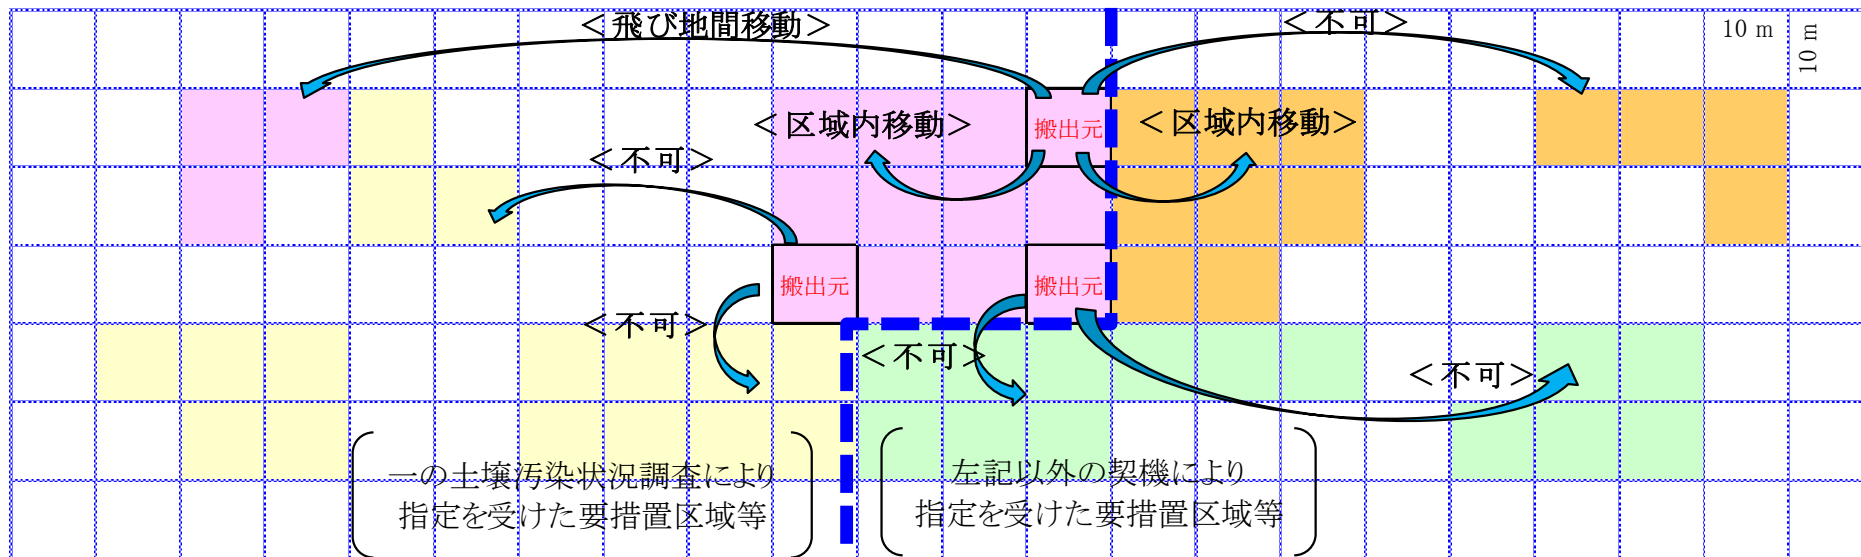 ＜飛び地間移動＞
＜不可＞
10 m
10 m
＜区域内移動＞
搬出元
＜区域内移動＞
＜不可＞
搬出元
搬出元
＜不可＞
＜不可＞
＜不可＞
一の土壌汚染状況調査により
指定を受けた要措置区域等
左記以外の契機により
指定を受けた要措置区域等